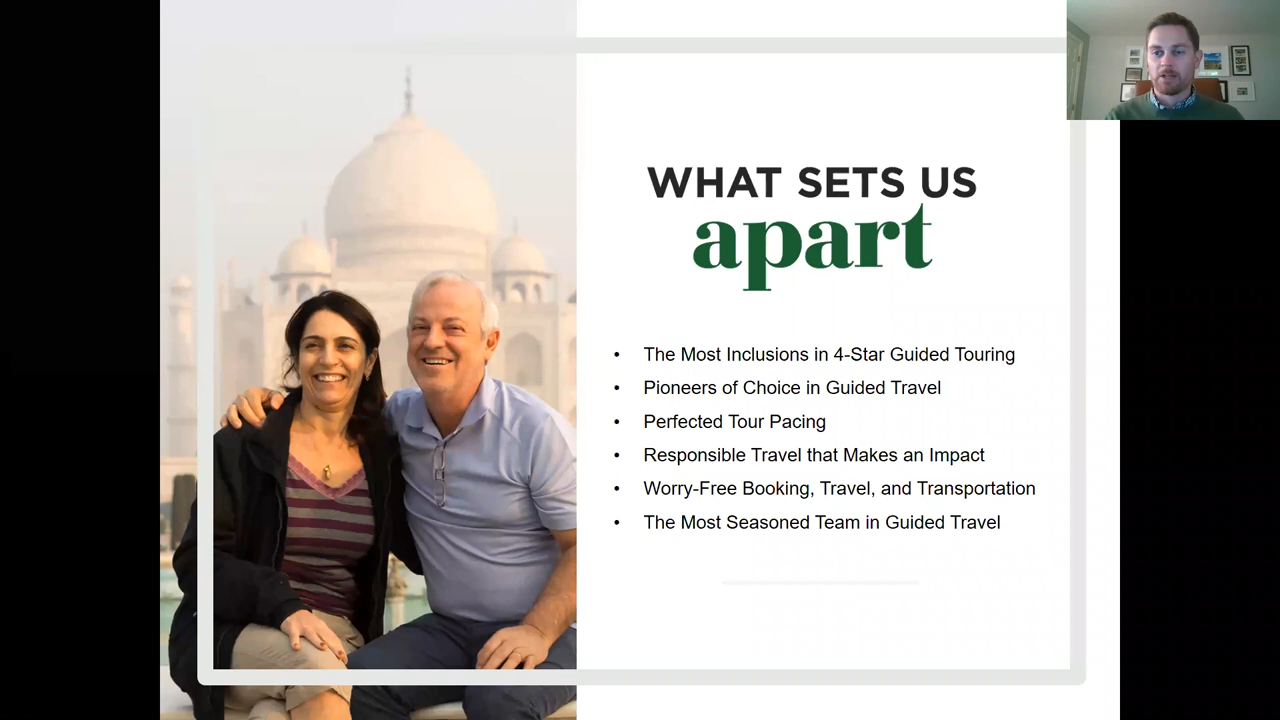 WHAT SETS US
apart
• The Most Inclusions in 4-Star Guided Touring
• Pioneers of Choice in Guided Travel
• Perfected Tour Pacing
• Responsible Travel that Makes an Impact
• Worry-Free Booking, Travel, and Transportation
• The Most Seasoned Team in Guided Travel